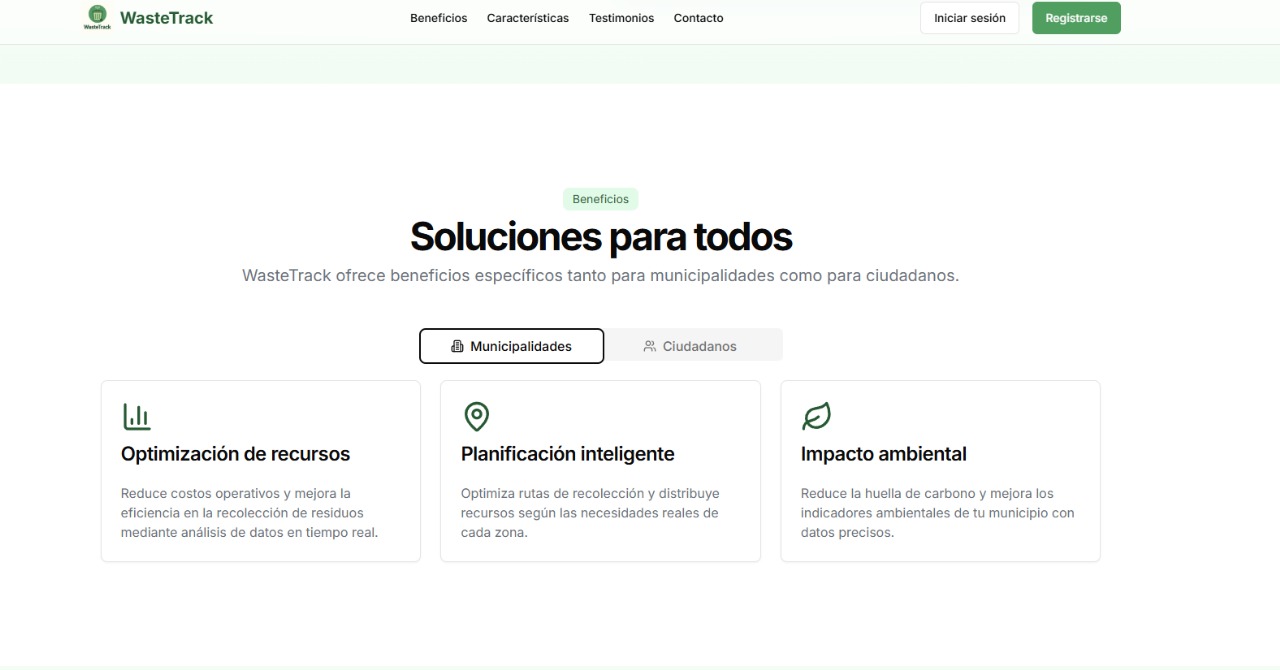 WasteTrack
WasteTrack
Beneficios
Características
Testimonios
Contacto
Iniciar sesión
Registrarse
Beneficios
Soluciones para todos
WasteTrack ofrece beneficios específicos tanto para municipalidades como para ciudadanos.
Municipalidades
Ciudadanos
Optimización de recursos
Reduce costos operativos y mejora la
eficiencia en la recolección de residuos
mediante análisis de datos en tiempo real.
Planificación inteligente
Optimiza rutas de recolección y distribuye
recursos según las necesidades reales de
cada zona.
Impacto ambiental
Reduce la huella de carbono y mejora los
indicadores ambientales de tu municipio con
datos precisos.